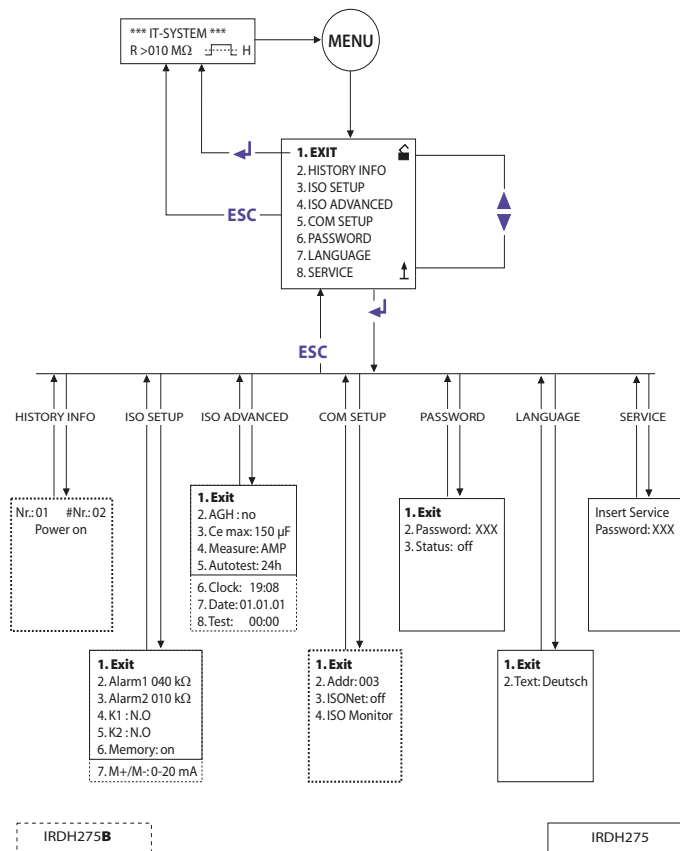 *** IT-SYSTEM ***
R >010 MΩ H
MENU
1. EXIT
2. HISTORY INFO
3. ISO SETUP
4. ISO ADVANCED
5. COM SETUP
6. PASSWORD
7. LANGUAGE
8. SERVICE
ESC
ESC
HISTORY INFO
ISO SETUP
ISO ADVANCED
COM SETUP
PASSWORD
LANGUAGE
SERVICE
Nr.: 01 #Nr.: 02
Power on
1. Exit
2. AGH : no
3. Ce max: 150 µF
4. Measure: AMP
5. Autotest: 24h
6. Clock: 19:08
7. Date: 01.01.01
8. Test: 00:00
1. Exit
2. Password: XXX
3. Status: off
Insert Service
Password: XXX
1. Exit
2. Alarm1 040 kΩ
3. Alarm2 010 kΩ
4. K1 : N.O
5. K2 : N.O
6. Memory: on
7. M+/M-: 0-20 mA
1. Exit
2. Addr: 003
3. ISONet: off
4. ISO Monitor
1. Exit
2. Text: Deutsch
IRDH275B
IRDH275